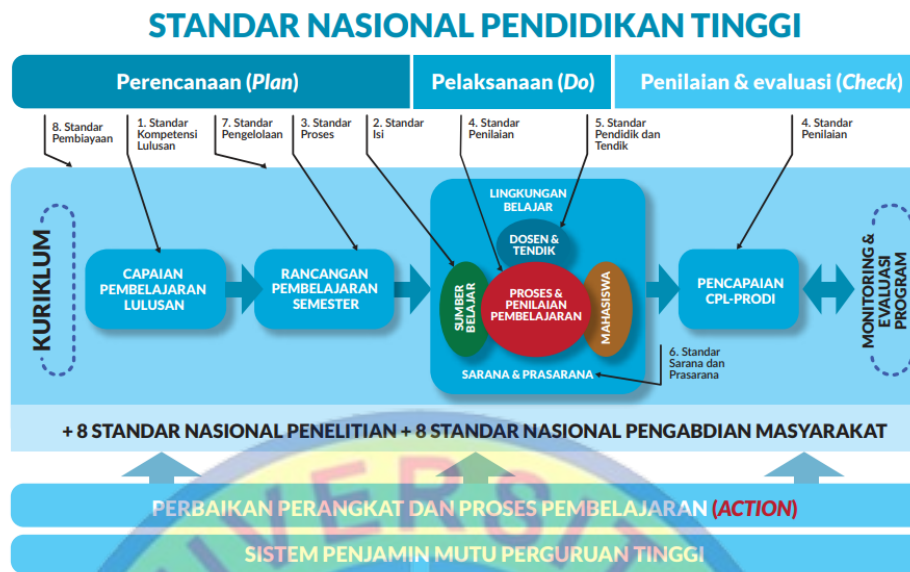 STANDAR NASIONAL PENDIDIKAN TINGGI
Perencanaan (Plan)
Pelaksanaan (Do)
Penilaian & evaluasi (Check)
8. Standar
Pembiayaan
1. Standar
Kompetensi
Lulusan
7. Standar
Pengelolaan
3. Standar
Proses
2. Standar
Isi
4. Standar
Penilaian
5. Standar
Pendidik dan
Tendik
4. Standar
Penilaian
KURIKLUM
CAPAIAN
PEMBELAJARAN
LULUSAN
RANCANGAN
PEMBELAJARAN
SEMESTER
LINGKUNGAN
BELAJAR
DOSEN &
TENDIK
SUMBER
BELAJAR
PROSES &
PENILAIAN
PEMBELAJARAN
MAHASISWA
SARANA & PRASARANA
PENCAPAIAN
CPL-PRODI
6. Standar
Sarana dan
Prasarana
MONITORING &
EVALUASI
PROGRAM
+ 8 STANDAR NASIONAL PENELITIAN + 8 STANDAR NASIONAL PENGABDIAN MASYARAKAT
PERBAIKAN PERANGKAT DAN PROSES PEMBELAJARAN (ACTION)
SISTEM PENJAMIN MUTU PERGURUAN TINGGI